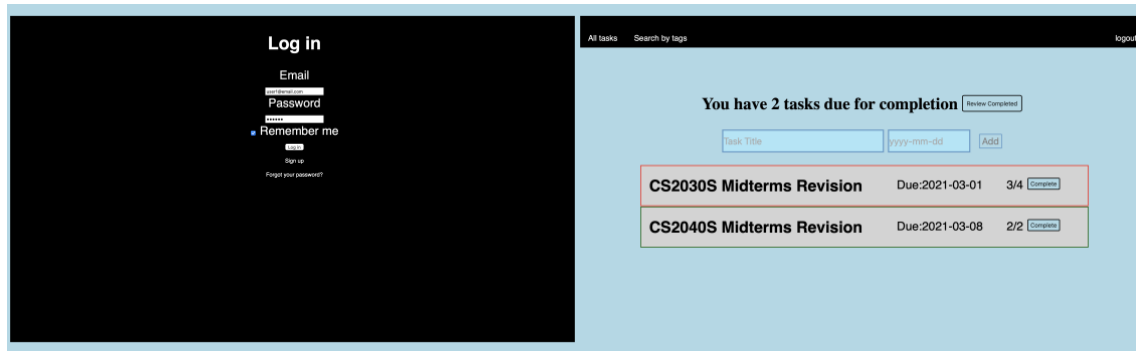 Log in
Email
user1@email.com
Password
••••••
Remember me
Log in
Sign up
Forgot your password?
All tasks Search by tags logout
You have 2 tasks due for completion Review Completed
Task Title yyyy-mm-dd Add
CS2030S Midterms Revision Due:2021-03-01 3/4 Complete
CS2040S Midterms Revision Due:2021-03-08 2/2 Complete